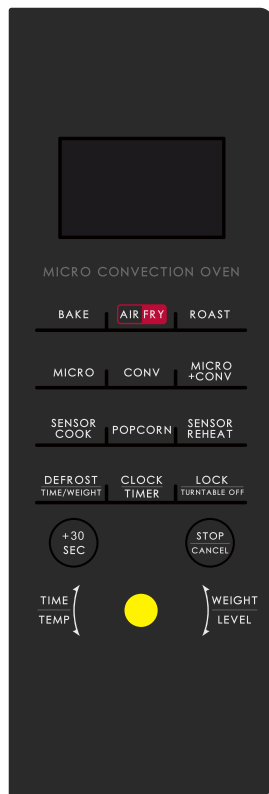 MICRO CONVECTION OVEN
BAKE AIR FRY ROAST
MICRO CONV MICRO +CONV
SENSOR COOK POPCORN SENSOR REHEAT
DEFROST CLOCK LOCK
TIME/WEIGHT TIMER TURNTABLE OFF
+30 SEC STOP CANCEL
TIME WEIGHT
TEMP LEVEL